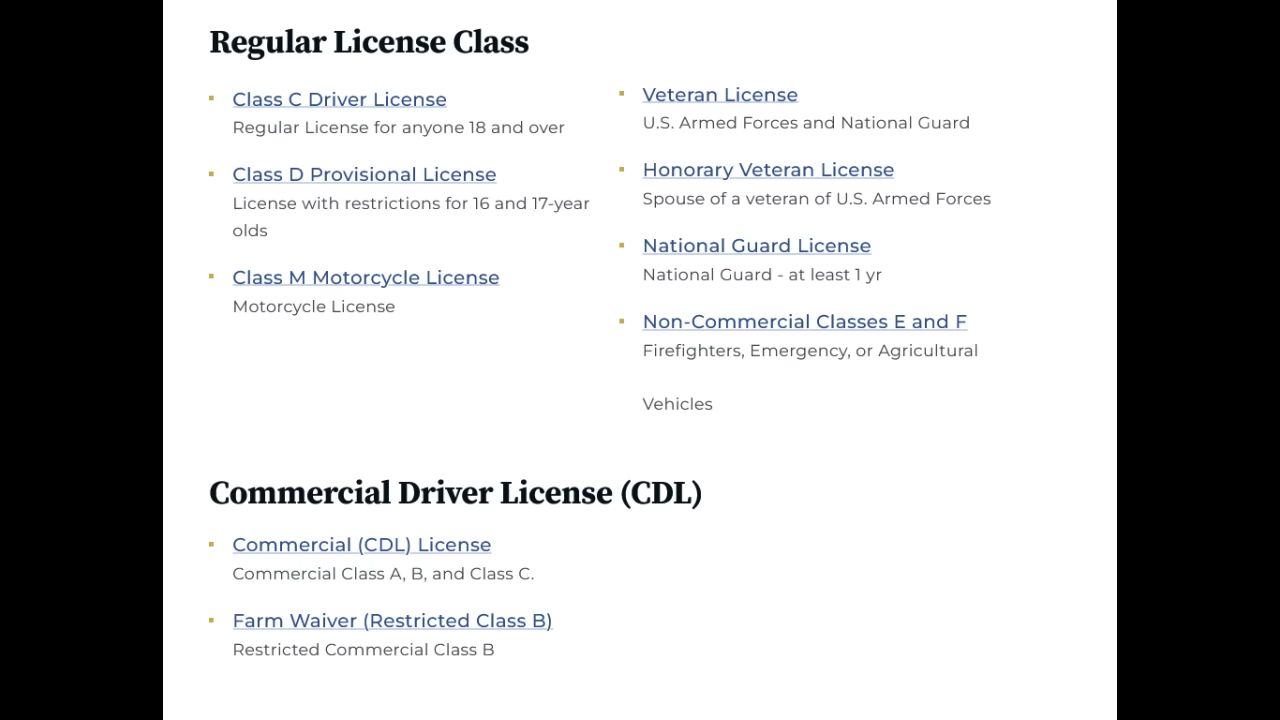 Regular License Class
Class C Driver License
Regular License for anyone 18 and over
Class D Provisional License
License with restrictions for 16 and 17-year
olds
Class M Motorcycle License
Motorcycle License
Veteran License
U.S. Armed Forces and National Guard
Honorary Veteran License
Spouse of a veteran of U.S. Armed Forces
National Guard License
National Guard - at least 1 yr
Non-Commercial Classes E and F
Firefighters, Emergency, or Agricultural
Vehicles
Commercial Driver License (CDL)
Commercial (CDL) License
Commercial Class A, B, and Class C.
Farm Waiver (Restricted Class B)
Restricted Commercial Class B